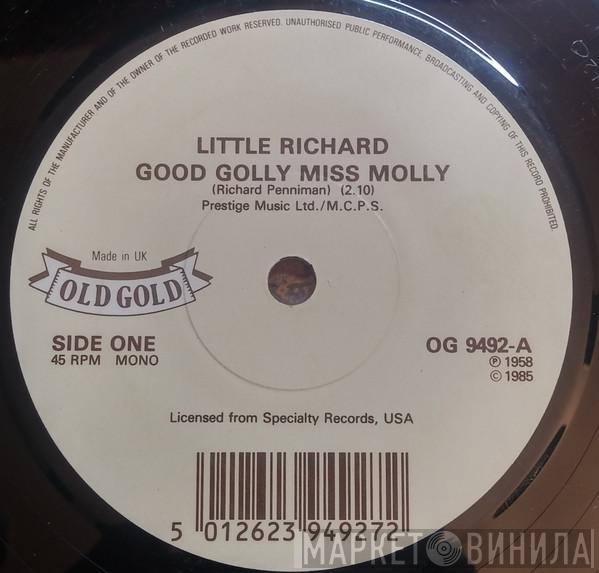 ALL RIGHTS OF THE MANUFACTURER AND OF THE OWNER OF THE RECORDED WORK RESERVED. UNAUTHORISED PUBLIC PERFORMANCE, BROADCASTING AND COPYING OF THIS RECORD PROHIBITED.
LITTLE RICHARD
GOOD GOLLY MISS MOLLY
(Richard Penniman) (2.10)
Prestige Music Ltd./M.C.P.S.
Made in UK
OLD GOLD
SIDE ONE
45 RPM MONO
OG 9492-A
℗ 1958
© 1985
Licensed from Specialty Records, USA
5 012623 949272
МАРКЕТ ВИНИЛА